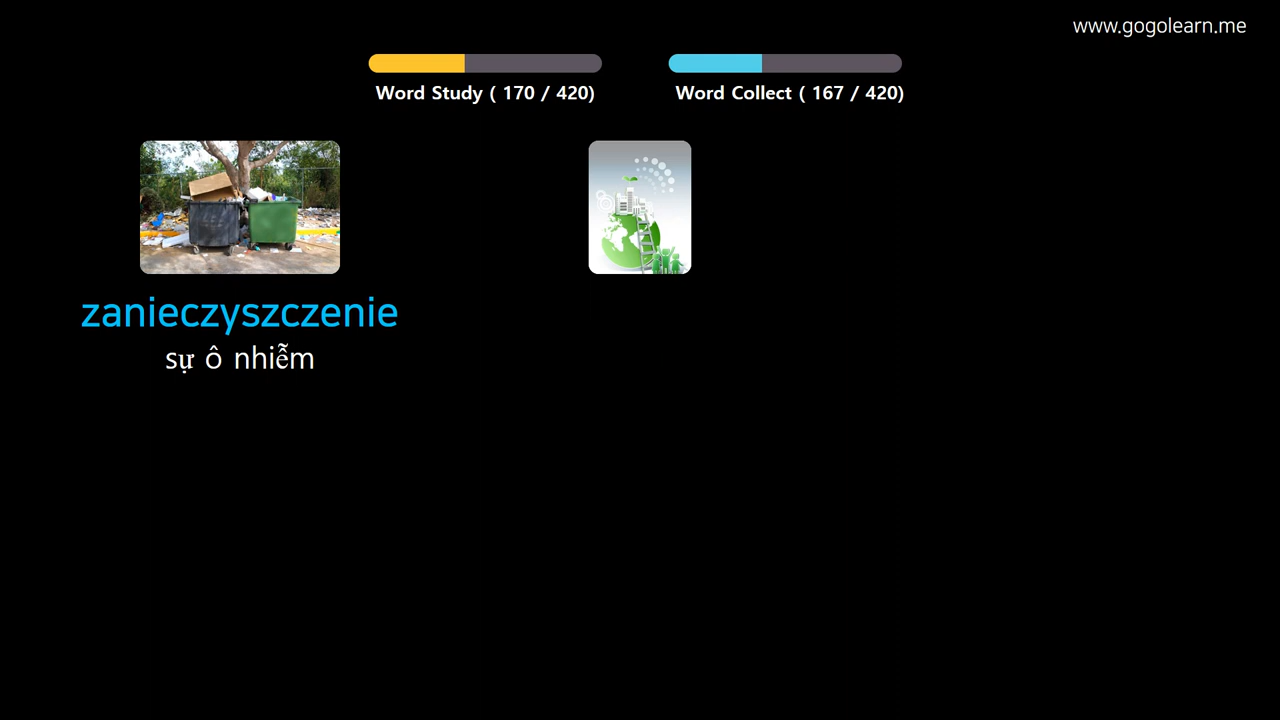 www.gogolearn.me
Word Study ( 170 / 420)
Word Collect ( 167 / 420)
zanieczyszczenie
sự ô nhiễm